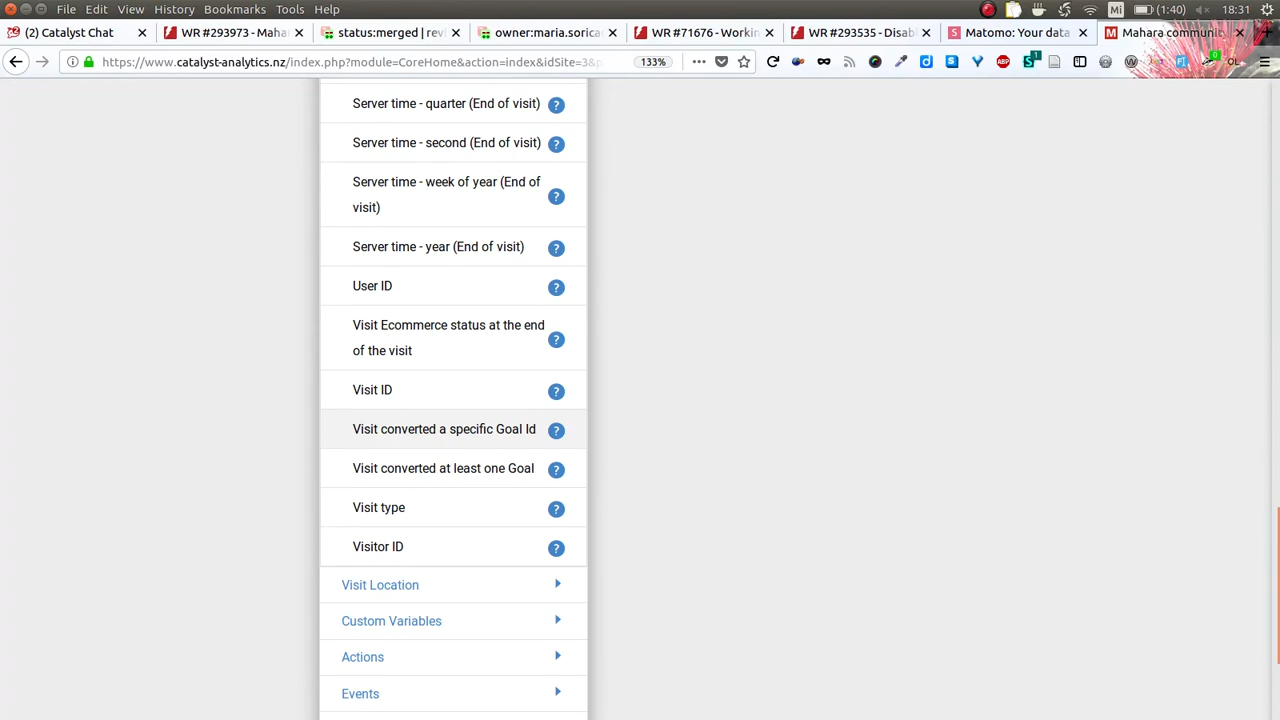 File Edit View History Bookmarks Tools Help
Mi (1:40) 18:31
(2) Catalyst Chat
WR #293973 - Maha
status:merged | revi
owner:maria.sorica
WR #71676 - Workin
WR #293535 - Disabl
Matomo: Your data
Mahara communit
https://www.catalyst-analytics.nz/index.php?module=CoreHome&action=index&idSite=3&p
133%
Server time - quarter (End of visit)
Server time - second (End of visit)
Server time - week of year (End of
visit)
Server time - year (End of visit)
User ID
Visit Ecommerce status at the end
of the visit
Visit ID
Visit converted a specific Goal Id
Visit converted at least one Goal
Visit type
Visitor ID
Visit Location
Custom Variables
Actions
Events